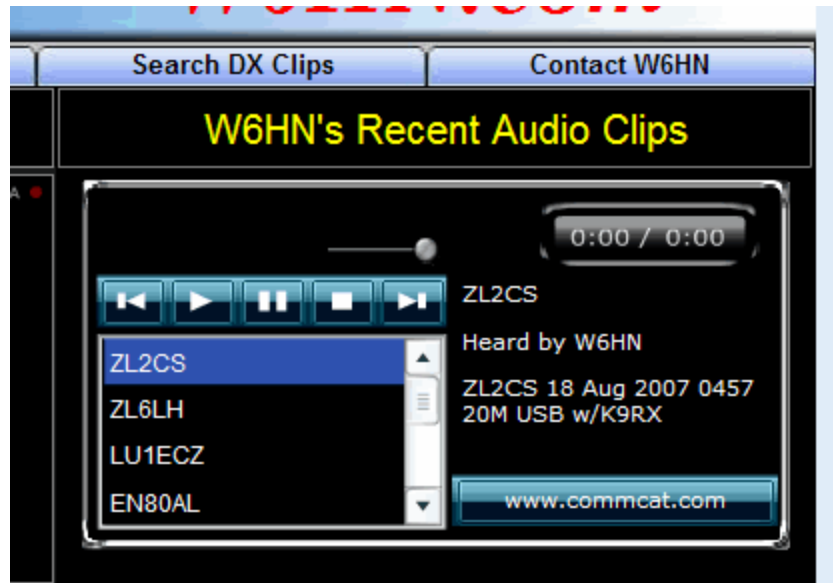 Search DX Clips
Contact W6HN
W6HN's Recent Audio Clips
A
0:00 / 0:00
ZL2CS
Heard by W6HN
ZL2CS 18 Aug 2007 0457
20M USB w/K9RX
ZL2CS
ZL6LH
LU1ECZ
EN80AL
www.commcat.com